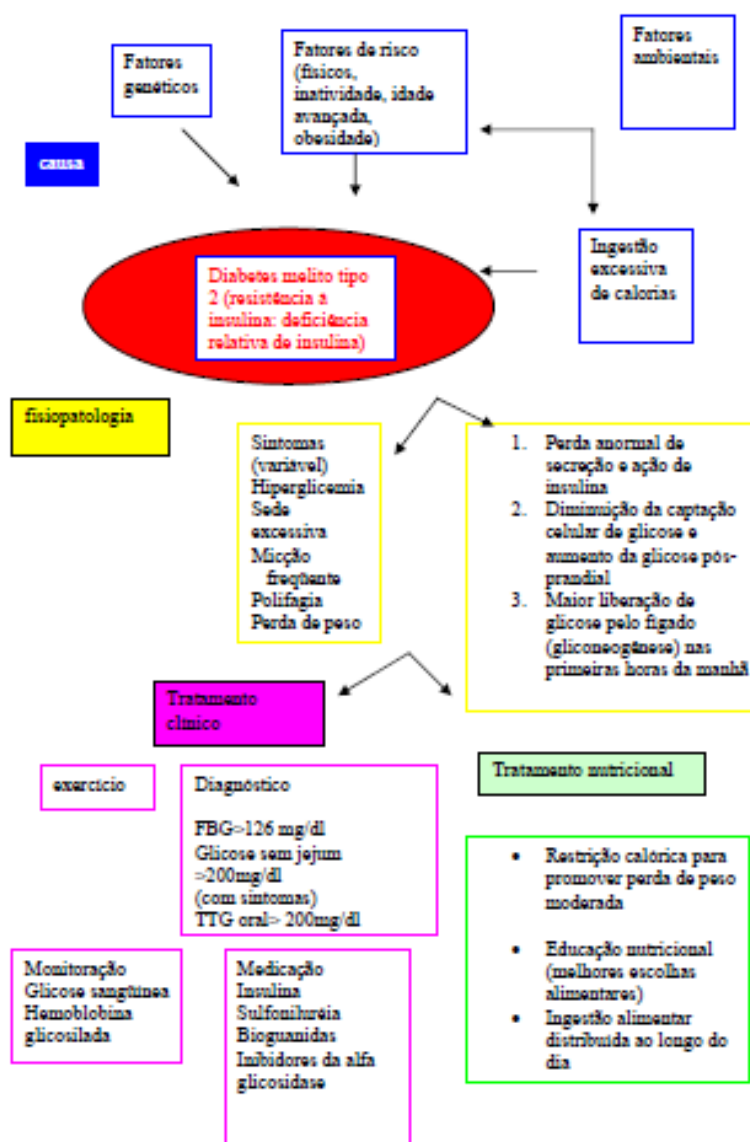 Fatores
genéticos
Fatores de risco
(físicos,
inatividade, idade
avançada,
obesidade)
Fatores
ambientais
causa
Diabetes melito tipo
2 (resistência à
insulina: deficiência
relativa de insulina)
Ingestão
excessiva
de calorias
fisiopatologia
Sintomas
(variável)
Hiperglicemia
Sede
excessiva
Micção
freqüente
Polifagia
Perda de peso
1. Perda anormal de
secreção e ação de
insulina
2. Diminuição da captação
celular de glicose e
aumento da glicose pós-
prandial
3. Maior liberação de
glicose pelo fígado
(gliconeogênese) nas
primeiras horas da manhã
Tratamento
clínico
exercício
Diagnóstico
FBG>126 mg/dl
Glicose sem jejum
>200mg/dl
(com sintomas)
TTG oral> 200mg/dl
Tratamento nutricional
Monitoração
Glicose sangüínea
Hemoblobina
glicosilada
Medicação
Insulina
Sulfoniluréia
Bioguanidas
Inibidores da alfa
glicosidase
• Restrição calórica para
promover perda de peso
moderada
• Educação nutricional
(melhores escolhas
alimentares)
• Ingestão alimentar
distribuída ao longo do
dia